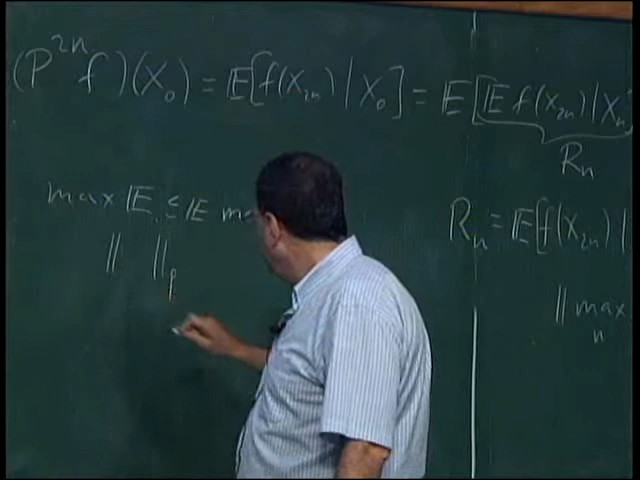 (P^{2n} f)(X_0) = 𝔼[f(X_{2n}) | X_0] = 𝔼[𝔼 f(X_{2n}) | X_n]
R_n
max 𝔼 ≤ 𝔼 m
‖ ‖_p
R_n = 𝔼[f(X_{2n}) |
‖ max
n